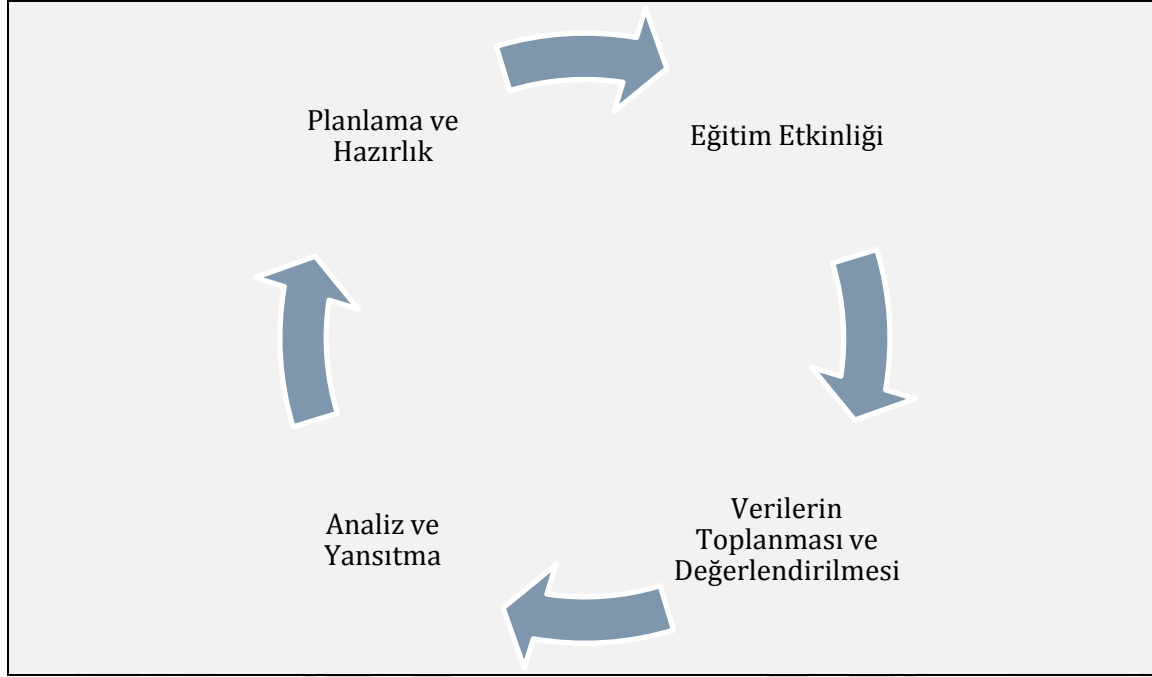 Planlama ve
Hazırlık
Eğitim Etkinliği
Verilerin
Toplanması ve
Değerlendirilmesi
Analiz ve
Yansıtma